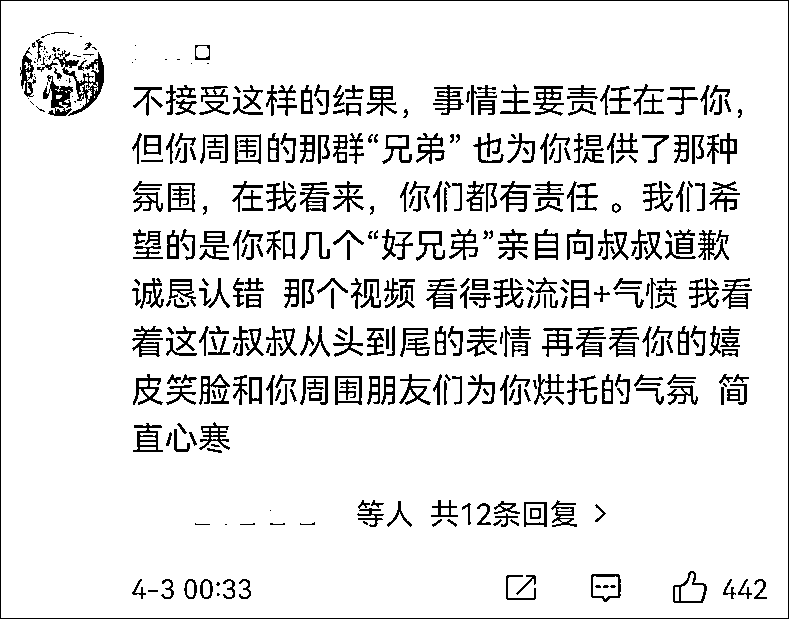 不接受这样的结果，事情主要责任在于你，
但你周围的那群“兄弟” 也为你提供了那种
氛围，在我看来，你们都有责任 。我们希
望的是你和几个“好兄弟”亲自向叔叔道歉
诚恳认错  那个视频 看得我流泪+气愤 我看
着这位叔叔从头到尾的表情 再看看你的嬉
皮笑脸和你周围朋友们为你烘托的气氛  简
直心寒
等人  共12条回复 >
4-3 00:33
442